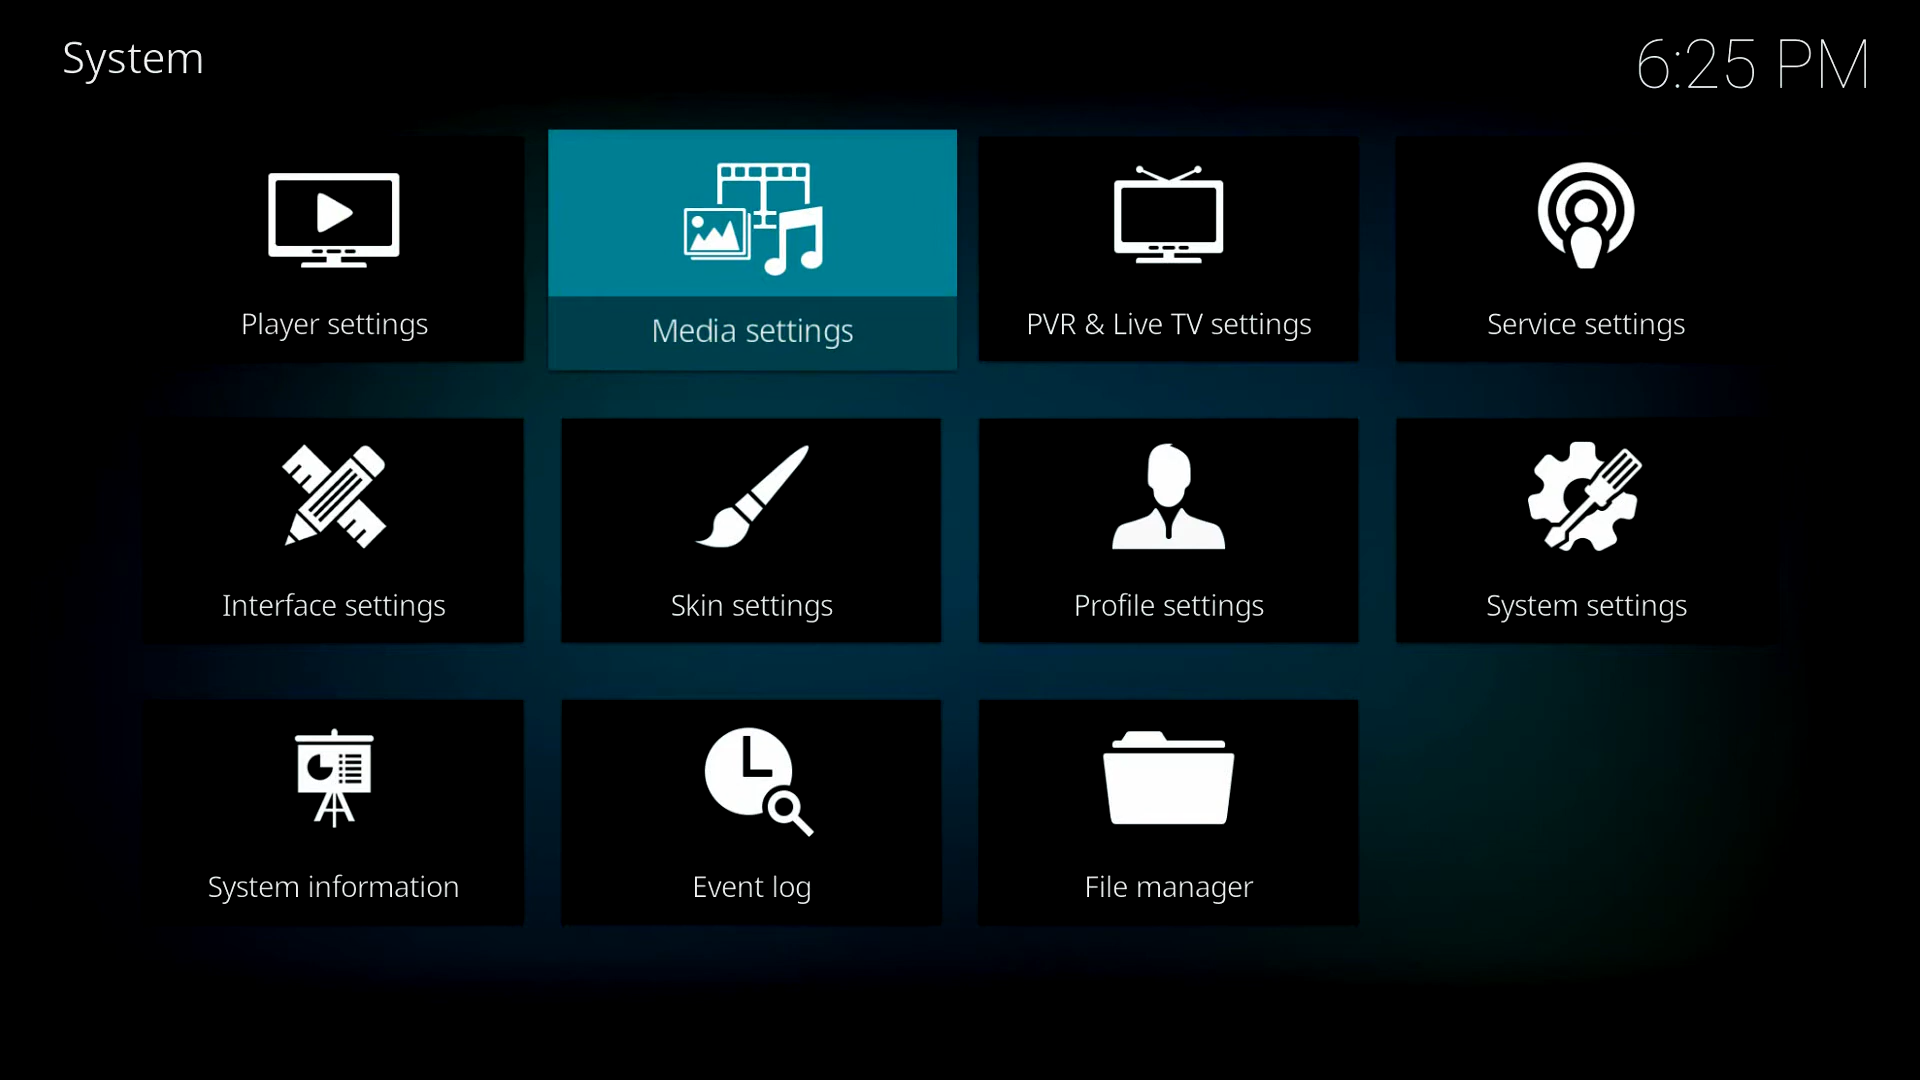 System
6:25 PM
Player settings
Media settings
PVR & Live TV settings
Service settings
Interface settings
Skin settings
Profile settings
System settings
System information
Event log
File manager